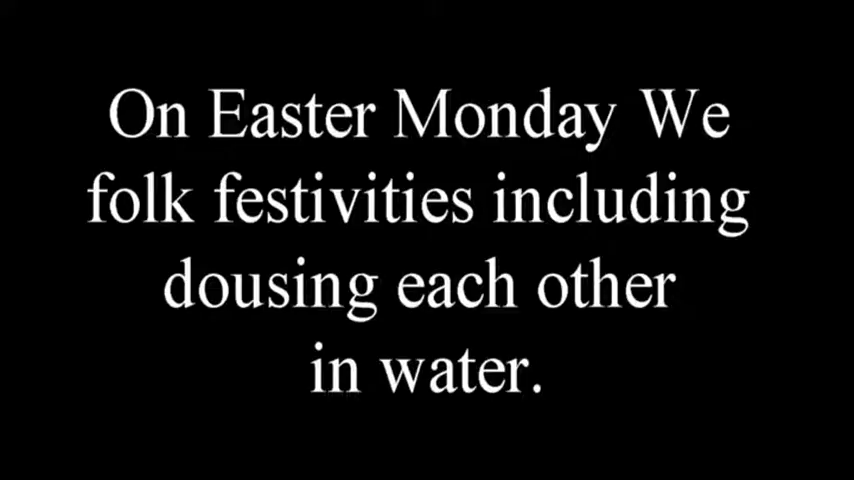 On Easter Monday We
folk festivities including
dousing each other
in water.